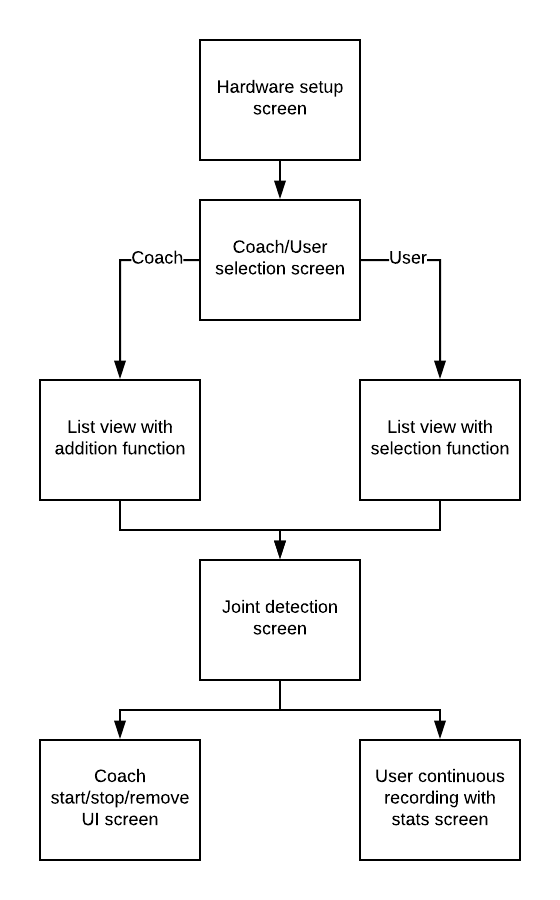 Hardware setup
screen
Coach/User
selection screen
Coach
User
List view with
addition function
List view with
selection function
Joint detection
screen
Coach
start/stop/remove
UI screen
User continuous
recording with
stats screen